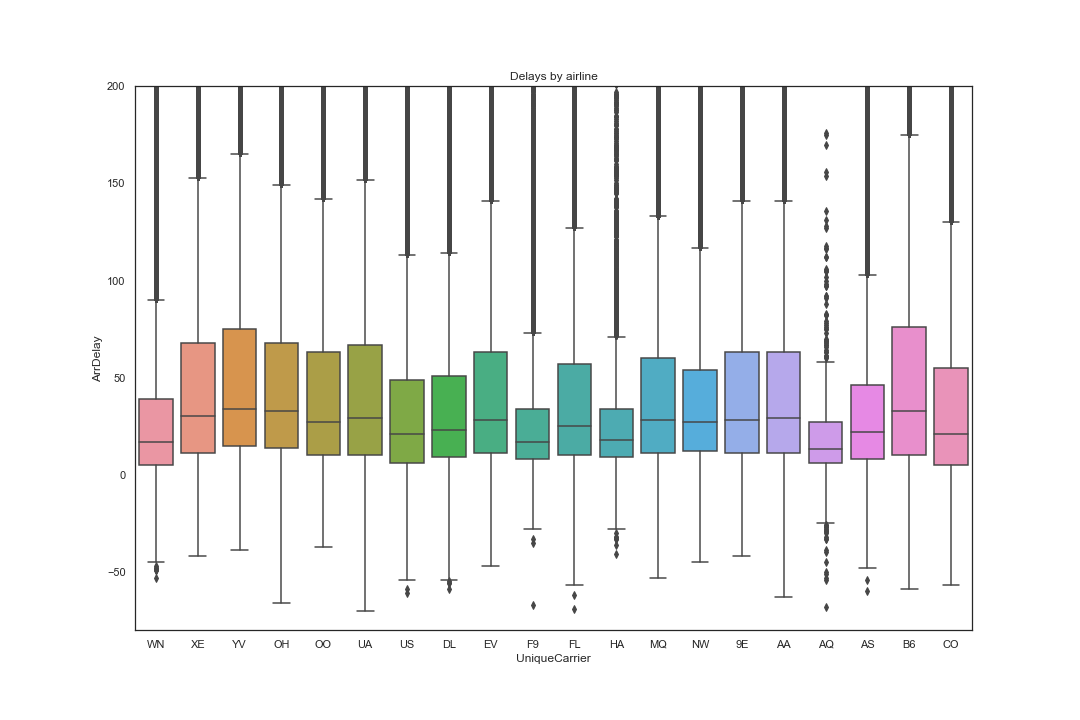 Delays by airline
200
150
100
50
0
−50
ArrDelay
WN XE YV OH OO UA US DL EV F9 FL HA MQ NW 9E AA AQ AS B6 CO
UniqueCarrier